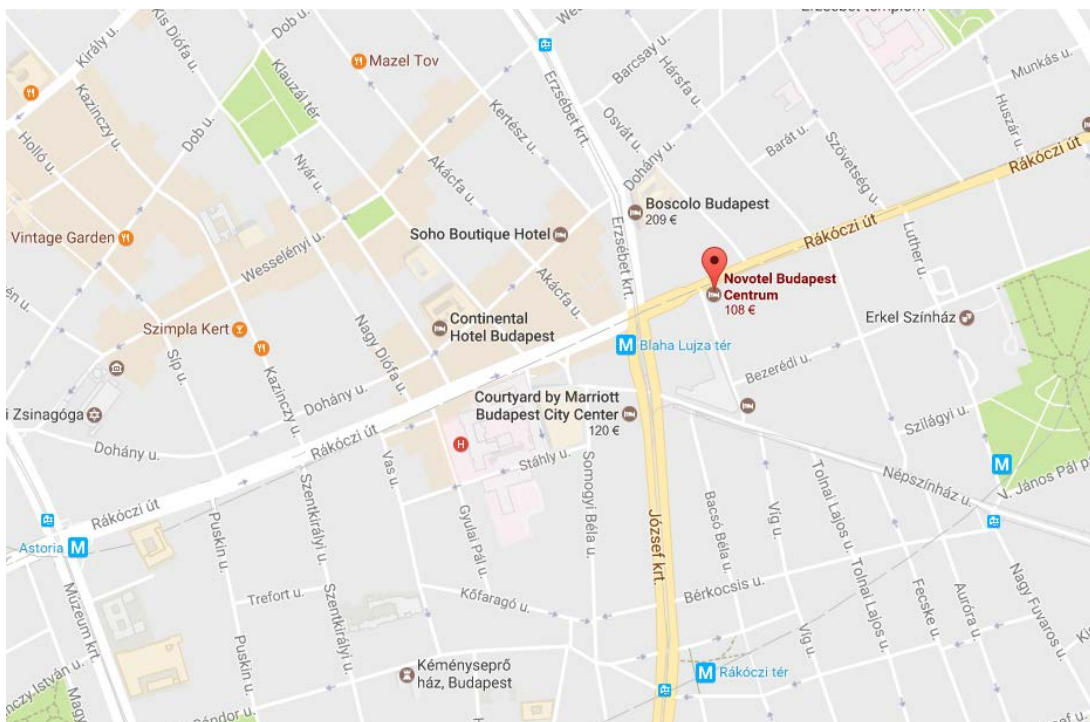 Király u.
Kis Diófa u.
Dob u.
Mazel Tov
Erzsébet krt.
Barcsay u.
Hársfa u.
Munkás u.
Kazinczy u.
Klauzál tér
Kertész u.
Osvát u.
Huszár u.
Holló u.
Dob u.
Nyár u.
Akácfa u.
Dohány u.
Barát u.
Szövetség u.
Rákóczi út
Boscolo Budapest
209 €
Vintage Garden
Wesselényi u.
Soho Boutique Hotel
Erzsébet krt.
Rákóczi út
Luther u.
Akácfa u.
Novotel Budapest
Centrum
108 €
Szimpla Kert
Nagy Diófa u.
Continental
Hotel Budapest
M
Blaha Lujza tér
Erkel Színház
Síp u.
Kazinczy u.
Dohány u.
Bezerédi u.
i Zsinagóga
Courtyard by Marriott
Budapest City Center
120 €
Szilágyi u.
Dohány u.
Rákóczi út
H
Vas u.
Stáhly u.
Somogyi Béla u.
Népszínház u.
M
V. János Pál p
Rákóczi út
Puskin u.
Szentkirályi u.
Gyulai Pál u.
József krt.
Bacsó Béla u.
Víg u.
Tolnai Lajos u.
Astoria
M
Múzeum krt.
Trefort u.
Szentkirályi u.
Kőfaragó u.
Bérkocsis u.
Tolnai Lajos u.
Fecske u.
Auróra u.
Nagy Fuvaros u.
Puskin u.
Kéményseprő
ház, Budapest
M
Rákóczi tér
Víg u.